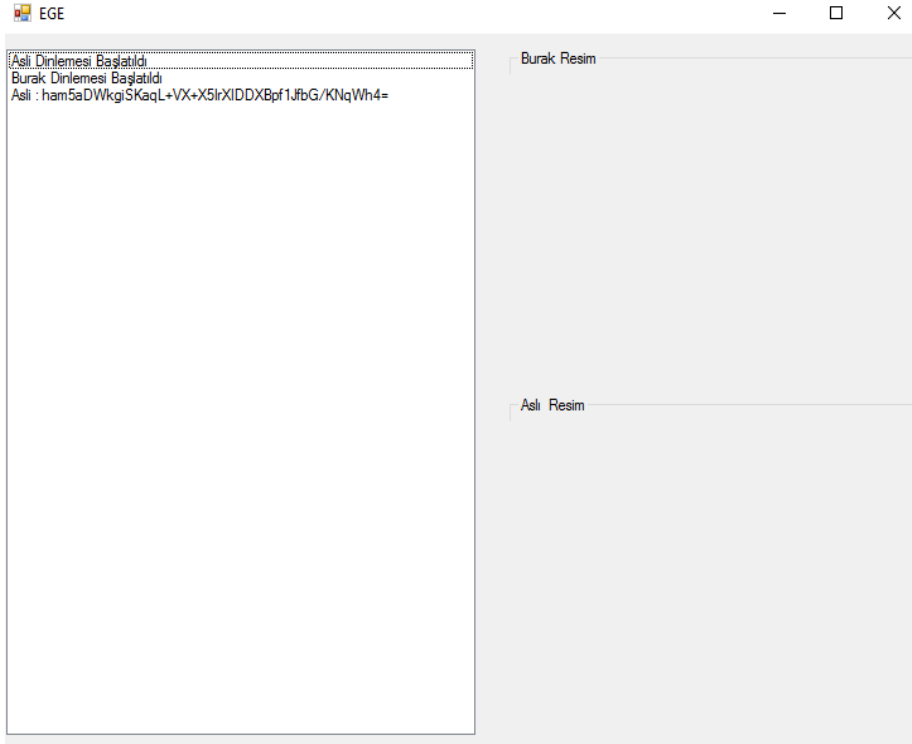 EGE
Asli Dinlemesi Başlatıldı
Burak Dinlemesi Başlatıldı
Asli : ham5aDWkgiSKaqL+VX+X5IrXIDDXBpf1JfbG/KNqWh4=
Burak Resim
Aslı Resim